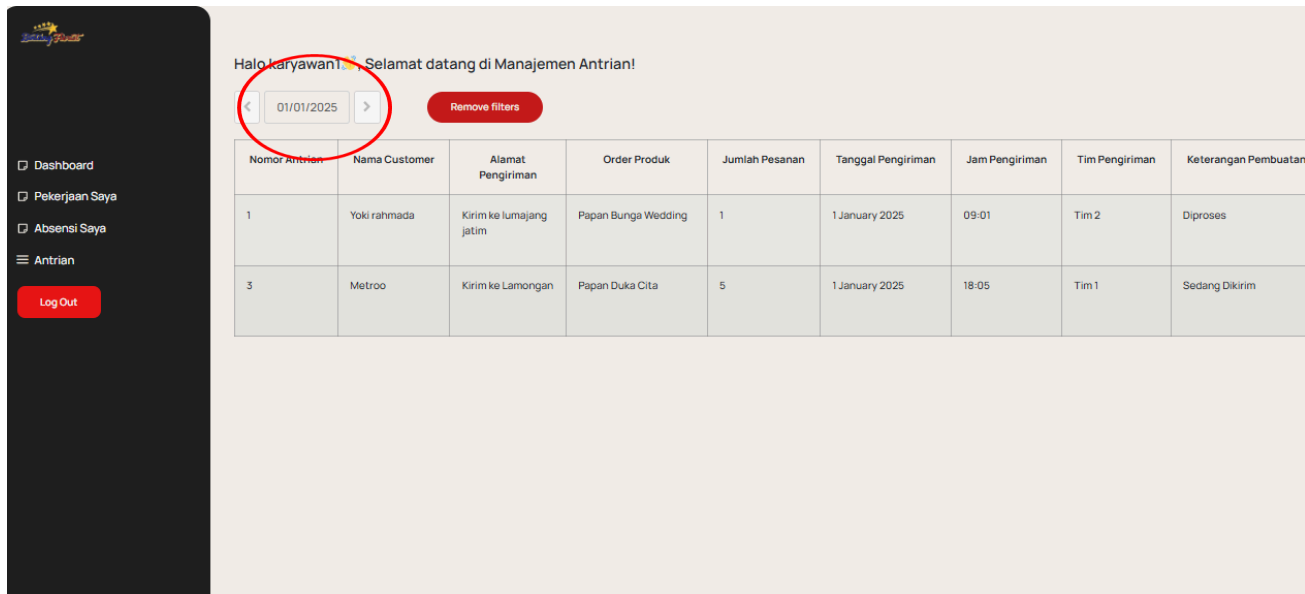 Halo karyawan1👋, Selamat datang di Manajemen Antrian!
< 01/01/2025 > Remove filters
Dashboard
Pekerjaan Saya
Absensi Saya
Antrian
Log Out
Nomor Antrian Nama Customer Alamat Pengiriman Order Produk Jumlah Pesanan Tanggal Pengiriman Jam Pengiriman Tim Pengiriman Keterangan Pembuatan
1 Yoki rahmada Kirim ke lumajang jatim Papan Bunga Wedding 1 1 January 2025 09:01 Tim 2 Diproses
3 Metroo Kirim ke Lamongan Papan Duka Cita 5 1 January 2025 18:05 Tim 1 Sedang Dikirim